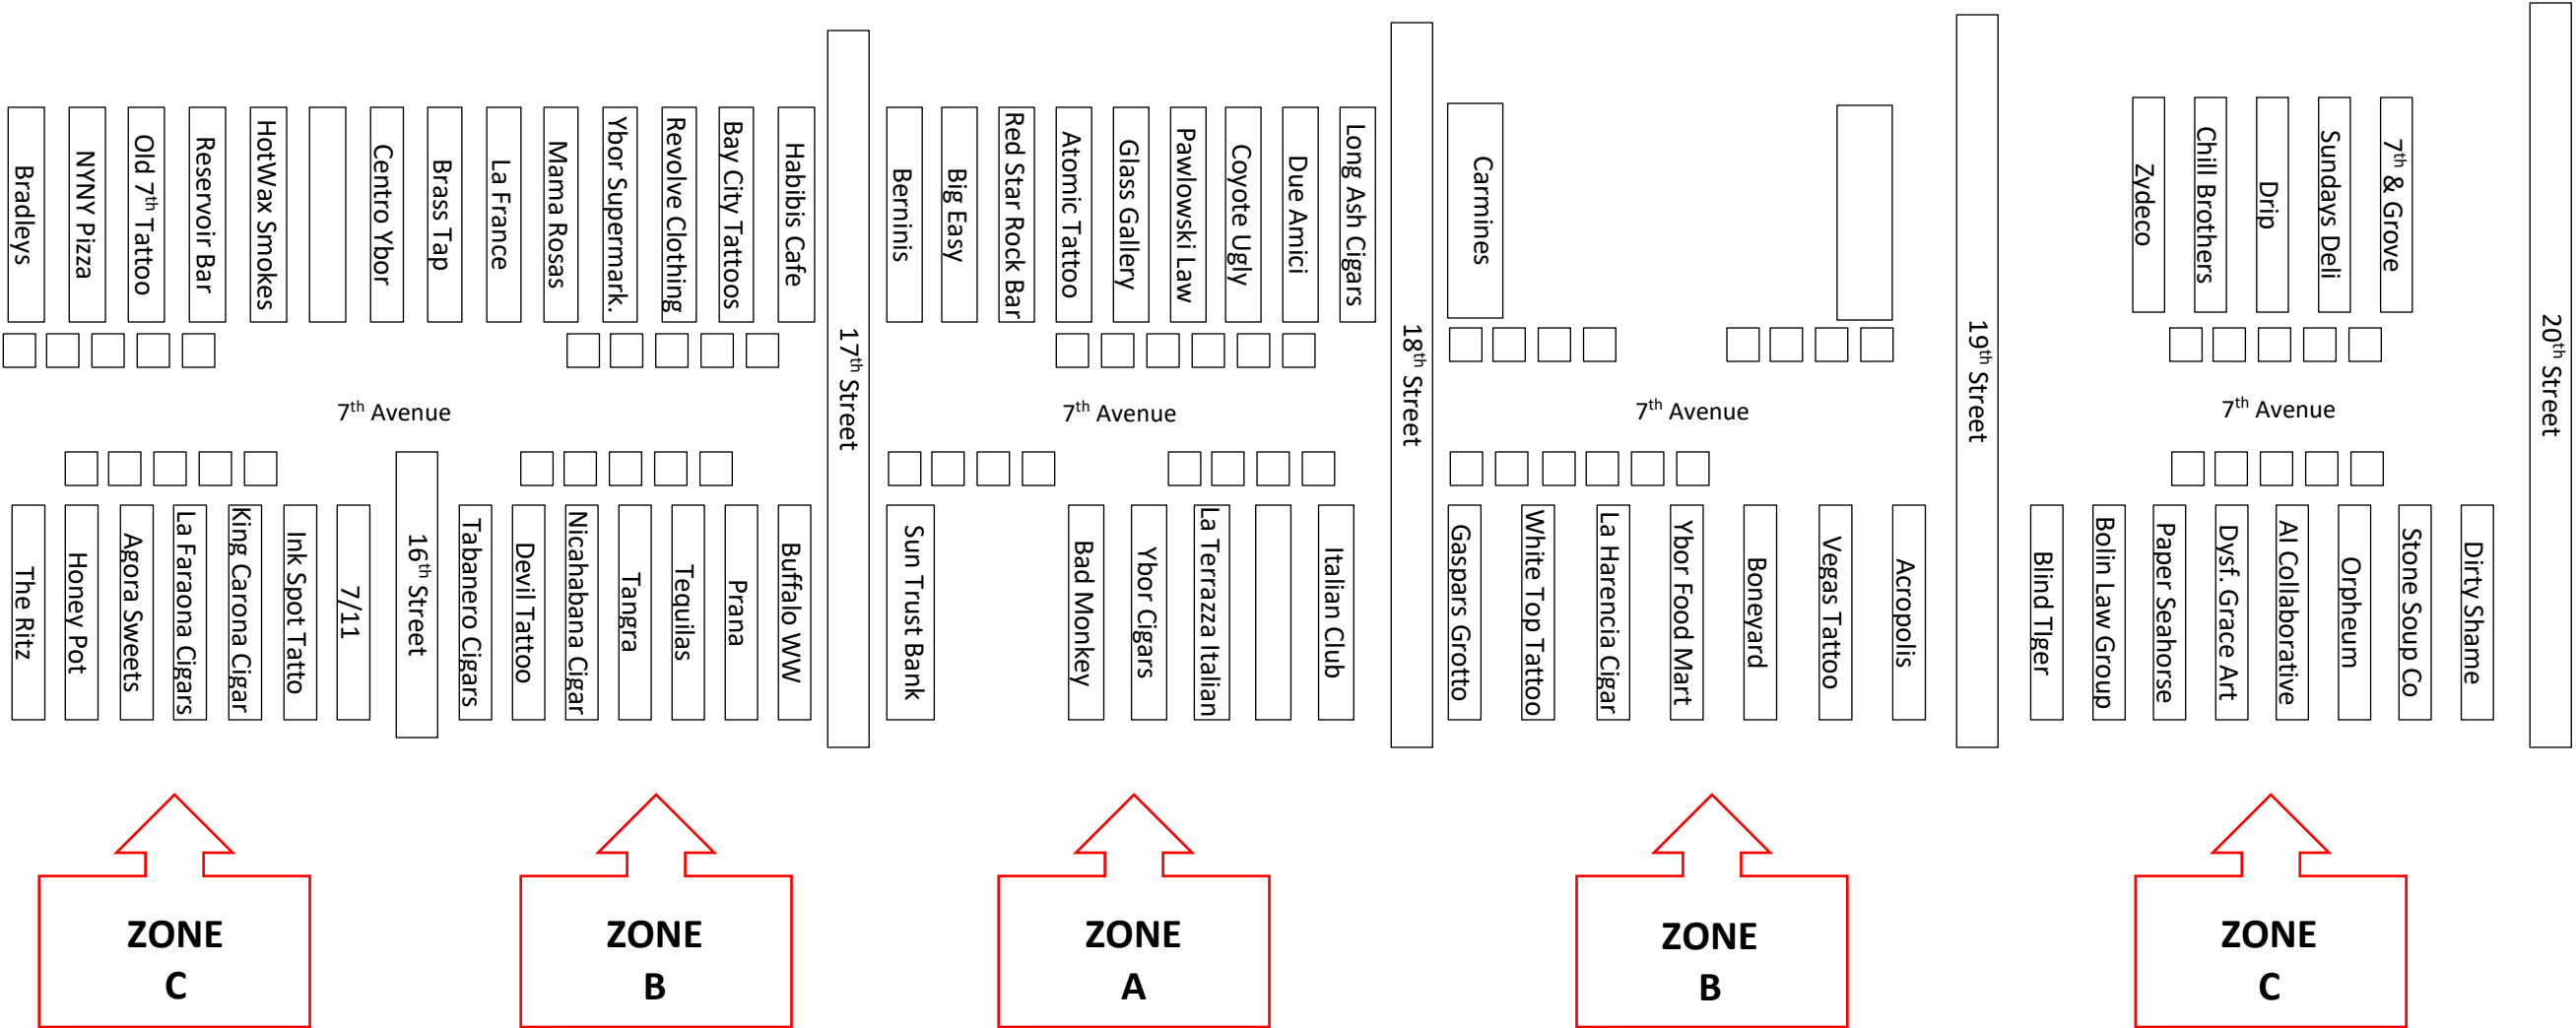 Bradleys
NYNY Pizza
Old 7th Tattoo
Reservoir Bar
HotWax Smokes
Centro Ybor
Brass Tap
La France
Mama Rosas
Ybor Supermark.
Revolve Clothing
Bay City Tattoos
Habibis Cafe
17th Street
Berninis
Big Easy
Red Star Rock Bar
Atomic Tattoo
Glass Gallery
Pawlowski Law
Coyote Ugly
Due Amici
Long Ash Cigars
18th Street
Carmines
19th Street
Zydeco
Chill Brothers
Drip
Sundays Deli
7th & Grove
20th Street
7th Avenue
7th Avenue
7th Avenue
7th Avenue
The Ritz
Honey Pot
Agora Sweets
La Faraona Cigars
King Carona Cigar
Ink Spot Tatto
7/11
16th Street
Tabanero Cigars
Devil Tattoo
Nicahabana Cigar
Tangra
Tequilas
Prana
Buffalo WW
Sun Trust Bank
Bad Monkey
Ybor Cigars
La Terrazza Italian
Italian Club
Gaspars Grotto
White Top Tattoo
La Harencia Cigar
Ybor Food Mart
Boneyard
Vegas Tattoo
Acropolis
Blind TIger
Bolin Law Group
Paper Seahorse
Dysf. Grace Art
Al Collaborative
Orpheum
Stone Soup Co
Dirty Shame
ZONE
C
ZONE
B
ZONE
A
ZONE
B
ZONE
C